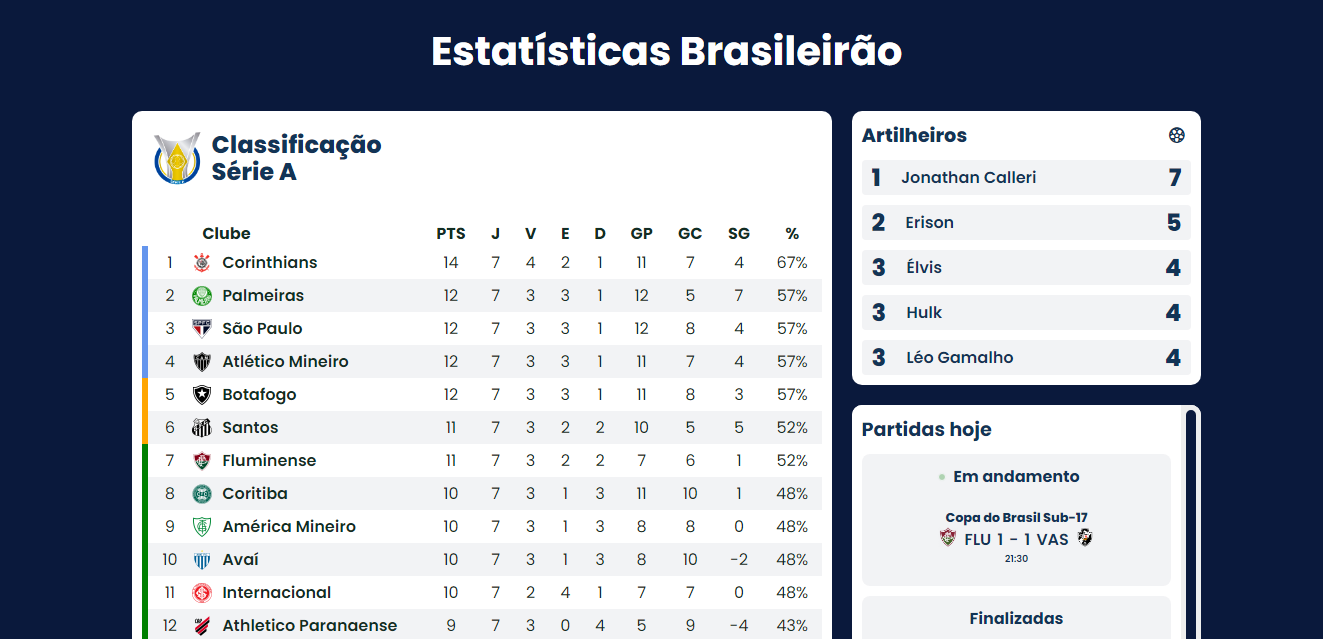 Estatísticas Brasileirão
Classificação
Série A
Clube PTS J V E D GP GC SG %
1 Corinthians 14 7 4 2 1 11 7 4 67%
2 Palmeiras 12 7 3 3 1 12 5 7 57%
3 São Paulo 12 7 3 3 1 12 8 4 57%
4 Atlético Mineiro 12 7 3 3 1 11 7 4 57%
5 Botafogo 12 7 3 3 1 11 8 3 57%
6 Santos 11 7 3 2 2 10 5 5 52%
7 Fluminense 11 7 3 2 2 7 6 1 52%
8 Coritiba 10 7 3 1 3 11 10 1 48%
9 América Mineiro 10 7 3 1 3 8 8 0 48%
10 Avaí 10 7 3 1 3 8 10 -2 48%
11 Internacional 10 7 2 4 1 7 7 0 48%
12 Athletico Paranaense 9 7 3 0 4 5 9 -4 43%
Artilheiros
1 Jonathan Calleri 7
2 Erison 5
3 Élvis 4
3 Hulk 4
3 Léo Gamalho 4
Partidas hoje
Em andamento
Copa do Brasil Sub-17
FLU 1 - 1 VAS
21:30
Finalizadas